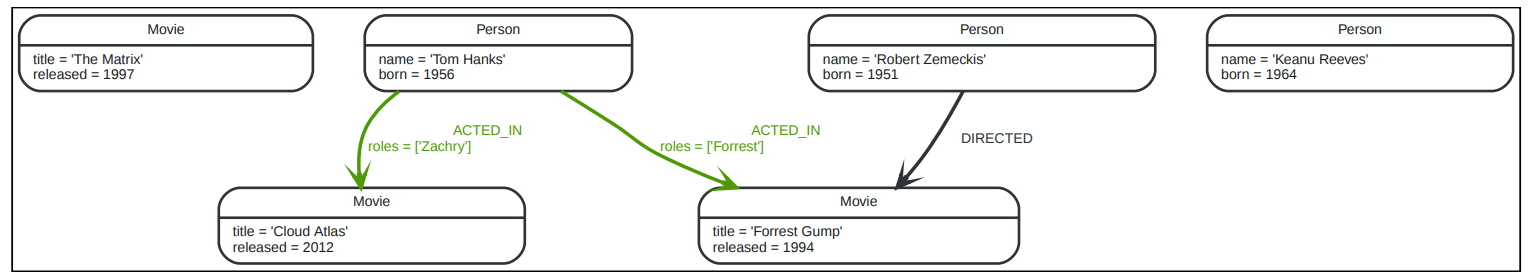 Movie
title = 'The Matrix'
released = 1997
Person
name = 'Tom Hanks'
born = 1956
Person
name = 'Robert Zemeckis'
born = 1951
Person
name = 'Keanu Reeves'
born = 1964
ACTED_IN
roles = ['Zachry']
ACTED_IN
roles = ['Forrest']
DIRECTED
Movie
title = 'Cloud Atlas'
released = 2012
Movie
title = 'Forrest Gump'
released = 1994